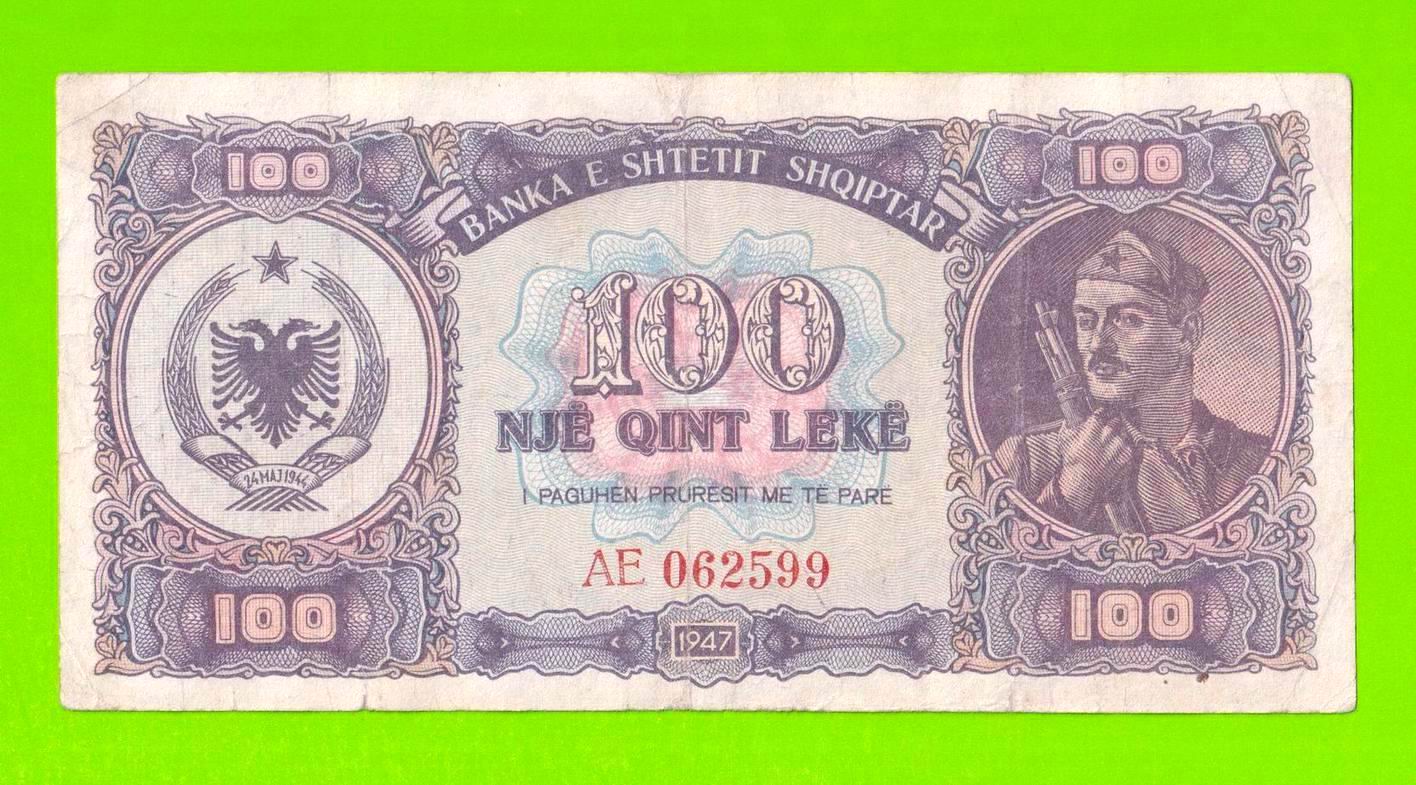 100
100
BANKA E SHTETIT SHQIPTAR
24 MAJ 1944
100
NJË QINT LEKË
I PAGUHEN PRURËSIT ME TË PARË
AE 062599
100
1947
100